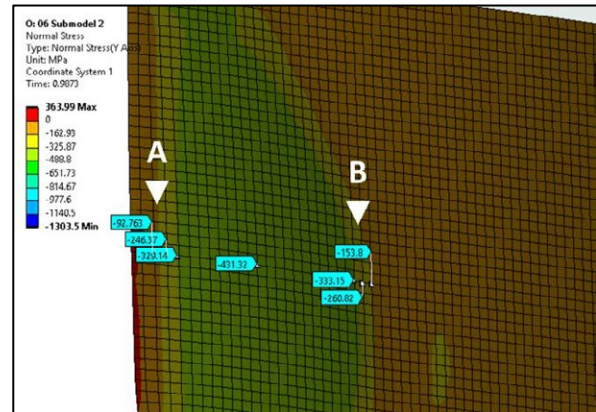 O: 06 Submodel 2
Normal Stress
Type: Normal Stress(Y Axis)
Unit: MPa
Coordinate System 1
Time: 0.9873
363.99 Max
0
-162.93
-325.87
-488.8
-651.73
-814.67
-977.6
-1140.5
-1303.5 Min
A
B
-92.763
-246.37
-329.14
-431.32
-153.8
-333.15
-260.82